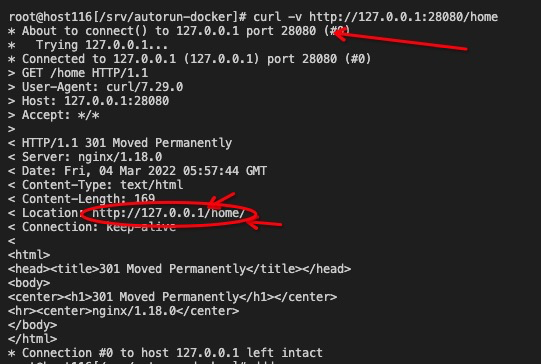 root@host116[/srv/autorun-docker]# curl -v http://127.0.0.1:28080/home
* About to connect() to 127.0.0.1 port 28080 (#0)
*   Trying 127.0.0.1...
* Connected to 127.0.0.1 (127.0.0.1) port 28080 (#0)
> GET /home HTTP/1.1
> User-Agent: curl/7.29.0
> Host: 127.0.0.1:28080
> Accept: */*
>
< HTTP/1.1 301 Moved Permanently
< Server: nginx/1.18.0
< Date: Fri, 04 Mar 2022 05:57:44 GMT
< Content-Type: text/html
< Content-Length: 169
< Location: http://127.0.0.1/home/
< Connection: keep-alive
<
<html>
<head><title>301 Moved Permanently</title></head>
<body>
<center><h1>301 Moved Permanently</h1></center>
<hr><center>nginx/1.18.0</center>
</body>
</html>
* Connection #0 to host 127.0.0.1 left intact